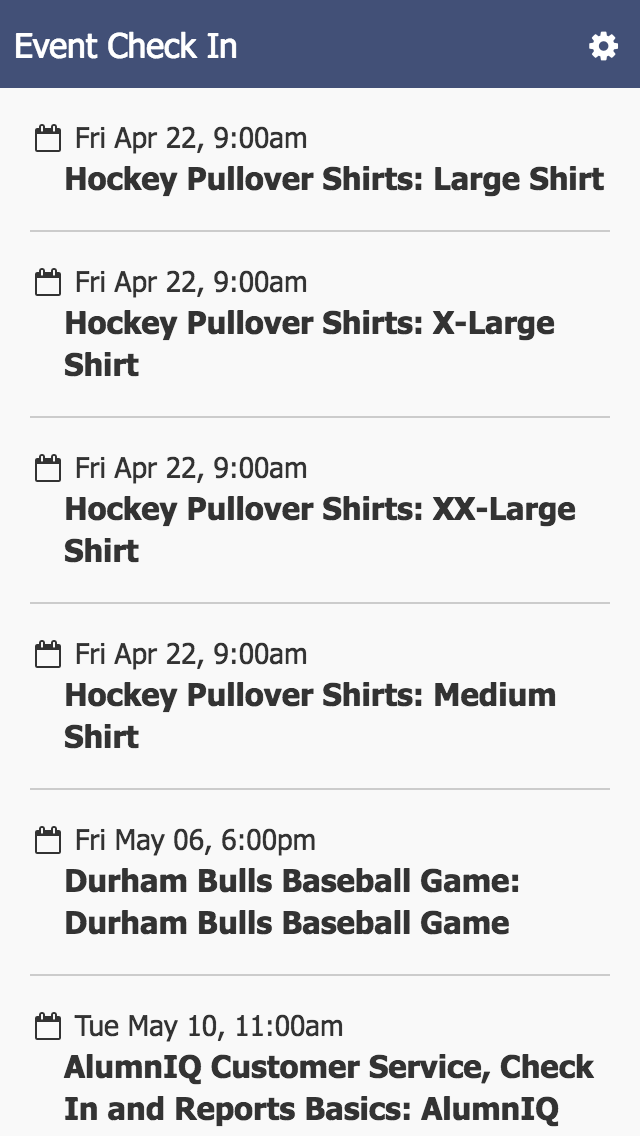 Event Check In
Fri Apr 22, 9:00am
Hockey Pullover Shirts: Large Shirt
Fri Apr 22, 9:00am
Hockey Pullover Shirts: X-Large
Shirt
Fri Apr 22, 9:00am
Hockey Pullover Shirts: XX-Large
Shirt
Fri Apr 22, 9:00am
Hockey Pullover Shirts: Medium
Shirt
Fri May 06, 6:00pm
Durham Bulls Baseball Game:
Durham Bulls Baseball Game
Tue May 10, 11:00am
AlumnIQ Customer Service, Check
In and Reports Basics: AlumnIQ